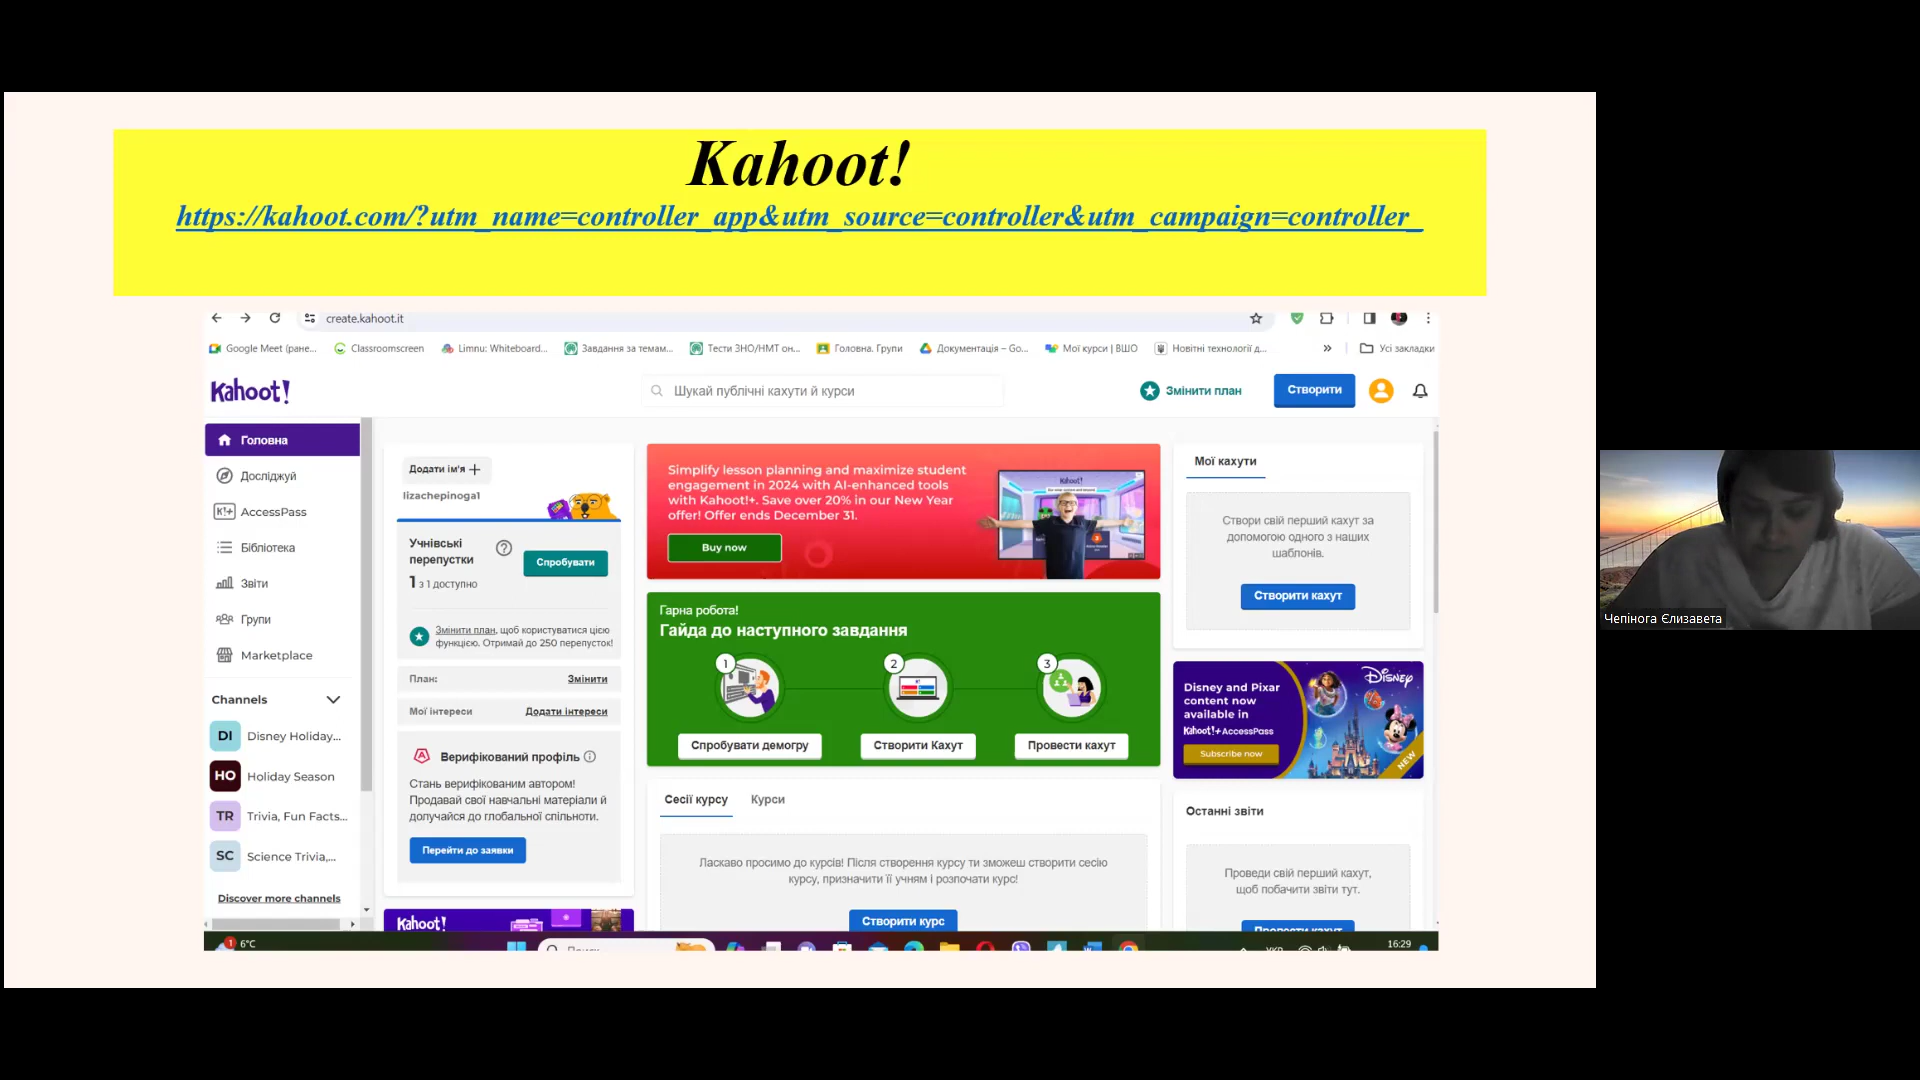 Kahoot!
https://kahoot.com/?utm_name=controller_app&utm_source=controller&utm_campaign=controller_
create.kahoot.it
Google Meet (ране...
Classroomscreen
Limnu: Whiteboard...
Завдання за темам...
Тести ЗНО/НМТ он...
Головна. Групи
Документація – Go...
Мої курси | ВШО
Новітні технології д...
»
Усі закладки
Kahoot!
Шукай публічні кахути й курси
Змінити план
Створити
Головна
Досліджуй
K!+ AccessPass
Бібліотека
Звіти
Групи
Marketplace
Channels
DI Disney Holiday...
HO Holiday Season
TR Trivia, Fun Facts...
SC Science Trivia,...
Discover more channels
Додати ім'я +
lizachepinoga1
Учнівські
перепустки
1 з 1 доступно
Спробувати
Змінити план, щоб користуватися цією
функцією. Отримай до 250 перепусток!
План:
Змінити
Мої інтереси
Додати інтереси
Верифікований профіль
Стань верифікованим автором!
Продавай свої навчальні матеріали й
долучайся до глобальної спільноти.
Перейти до заявки
Kahoot!
Simplify lesson planning and maximize student
engagement in 2024 with AI-enhanced tools
with Kahoot!+. Save over 20% in our New Year
offer! Offer ends December 31.
Buy now
Гарна робота!
Гайда до наступного завдання
1
2
3
Спробувати демогру
Створити Кахут
Провести кахут
Сесії курсу
Курси
Ласкаво просимо до курсів! Після створення курсу ти зможеш створити сесію
курсу, призначити її учням і розпочати курс!
Створити курс
Мої кахути
Створи свій перший кахут за
допомогою одного з наших
шаблонів.
Створити кахут
Disney and Pixar
content now
available in
Kahoot!+ AccessPass
Subscribe now
Disney
NEW
Останні звіти
Проведи свій перший кахут,
щоб побачити звіти тут.
Провести кахут
1
6°C
Пошук
УКР
16:29
Чепінога Єлизавета